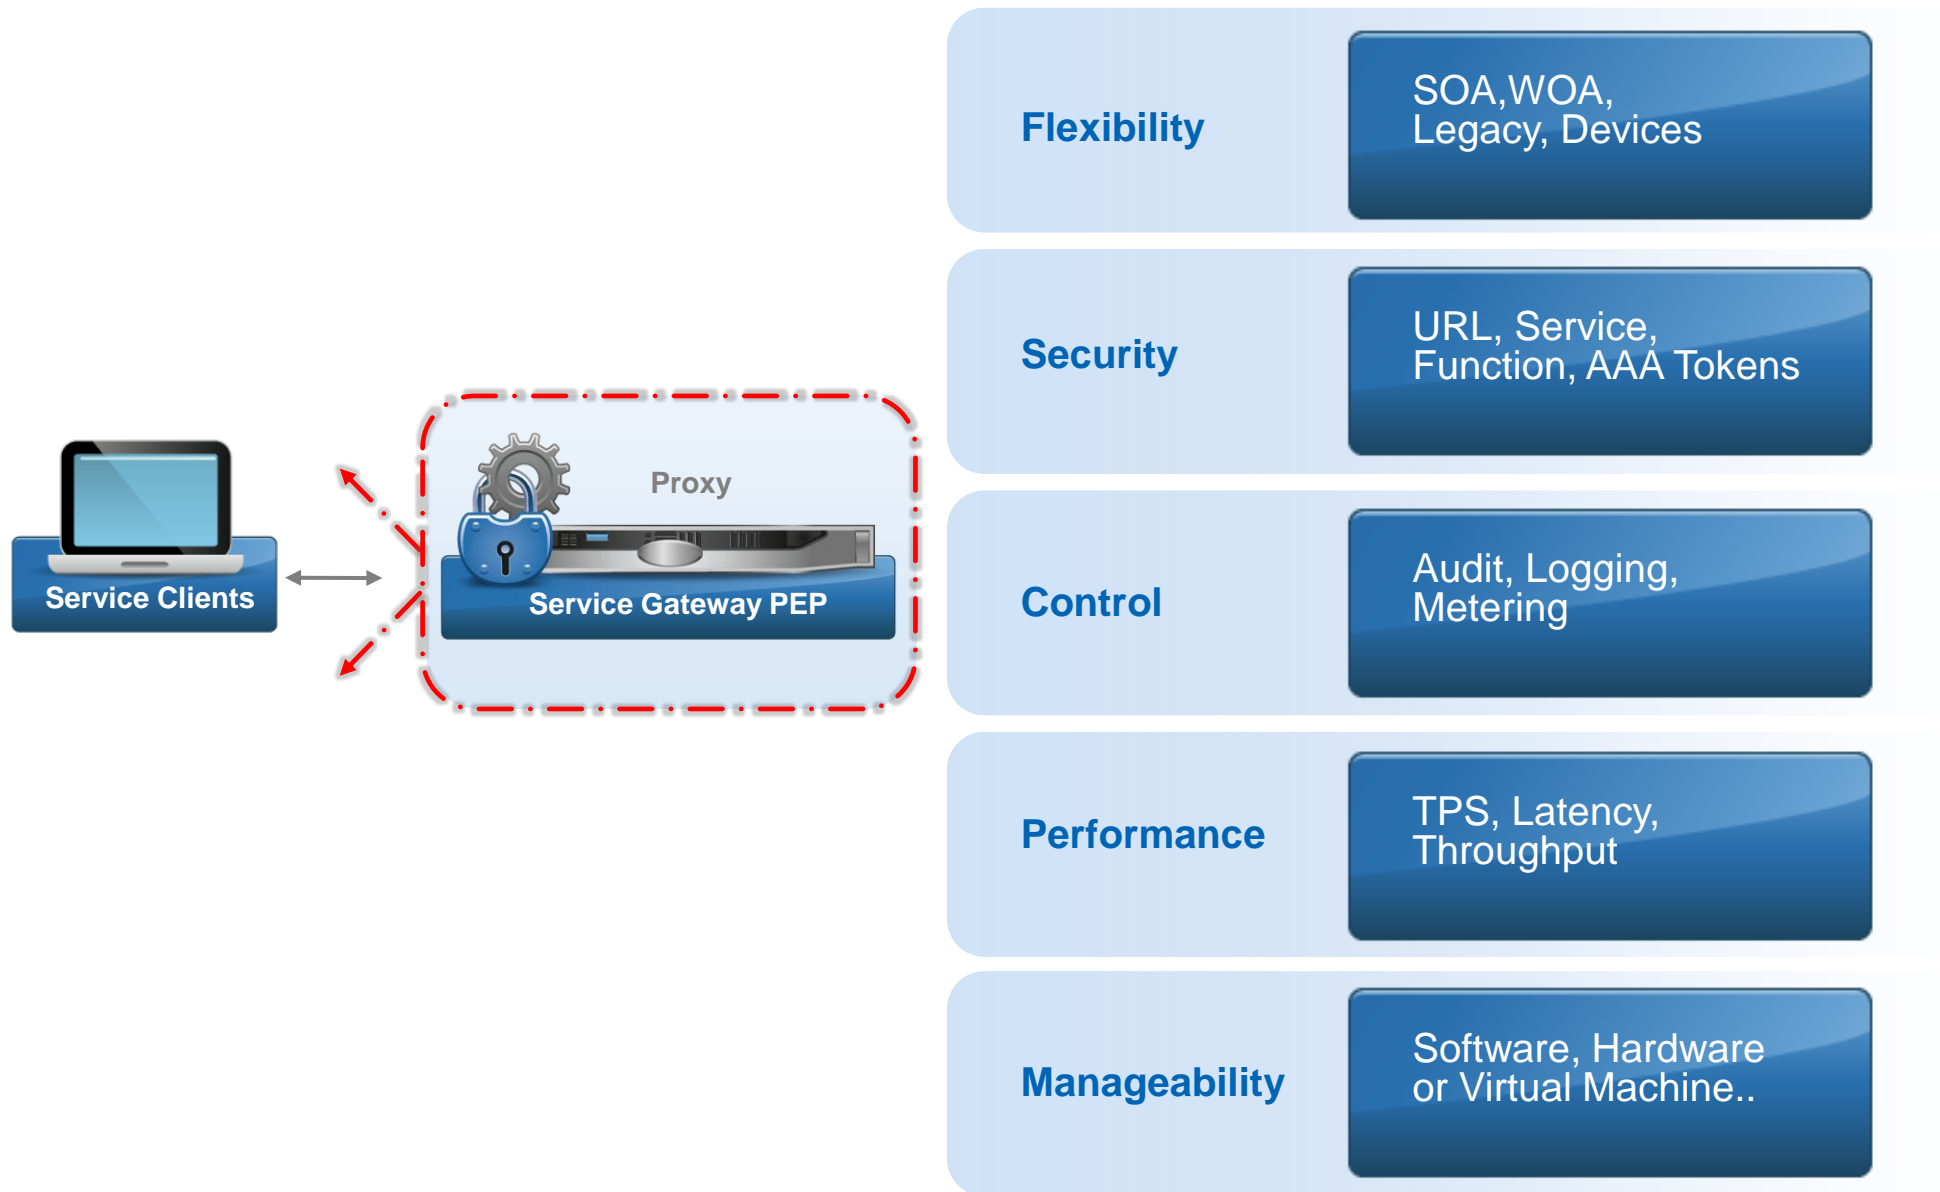 Service Clients
Proxy
Service Gateway PEP
Flexibility
SOA,WOA,
Legacy, Devices
Security
URL, Service,
Function, AAA Tokens
Control
Audit, Logging,
Metering
Performance
TPS, Latency,
Throughput
Manageability
Software, Hardware
or Virtual Machine..